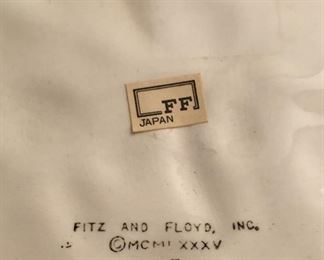 FF
JAPAN
FITZ AND FLOYD, INC.
©MCMLXXXV